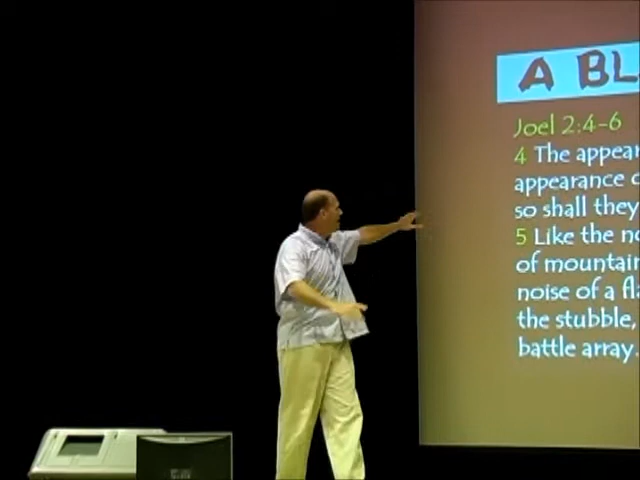 A BL
Joel 2:4-6
4 The appear
appearance
so shall they
5 Like the no
of mountain
noise of a fla
the stubble,
battle array.